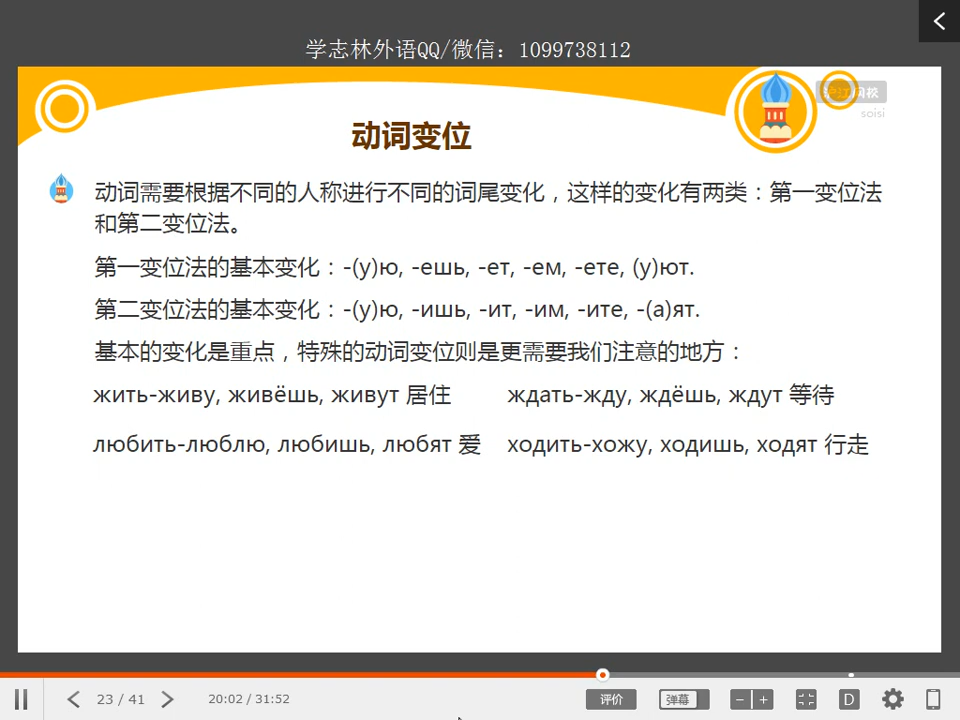 学志林外语QQ/微信：1099738112
沪江网校
soisi
动词变位
动词需要根据不同的人称进行不同的词尾变化，这样的变化有两类：第一变位法
和第二变位法。
第一变位法的基本变化：-(у)ю, -ешь, -ет, -ем, -ете, (у)ют.
第二变位法的基本变化：-(у)ю, -ишь, -ит, -им, -ите, -(а)ят.
基本的变化是重点，特殊的动词变位则是更需要我们注意的地方：
жить-живу, живёшь, живут 居住 ждать-жду, ждёшь, ждут 等待
любить-люблю, любишь, любят 爱 ходить-хожу, ходишь, ходят 行走
23 / 41 20:02 / 31:52 评价 弹幕 D